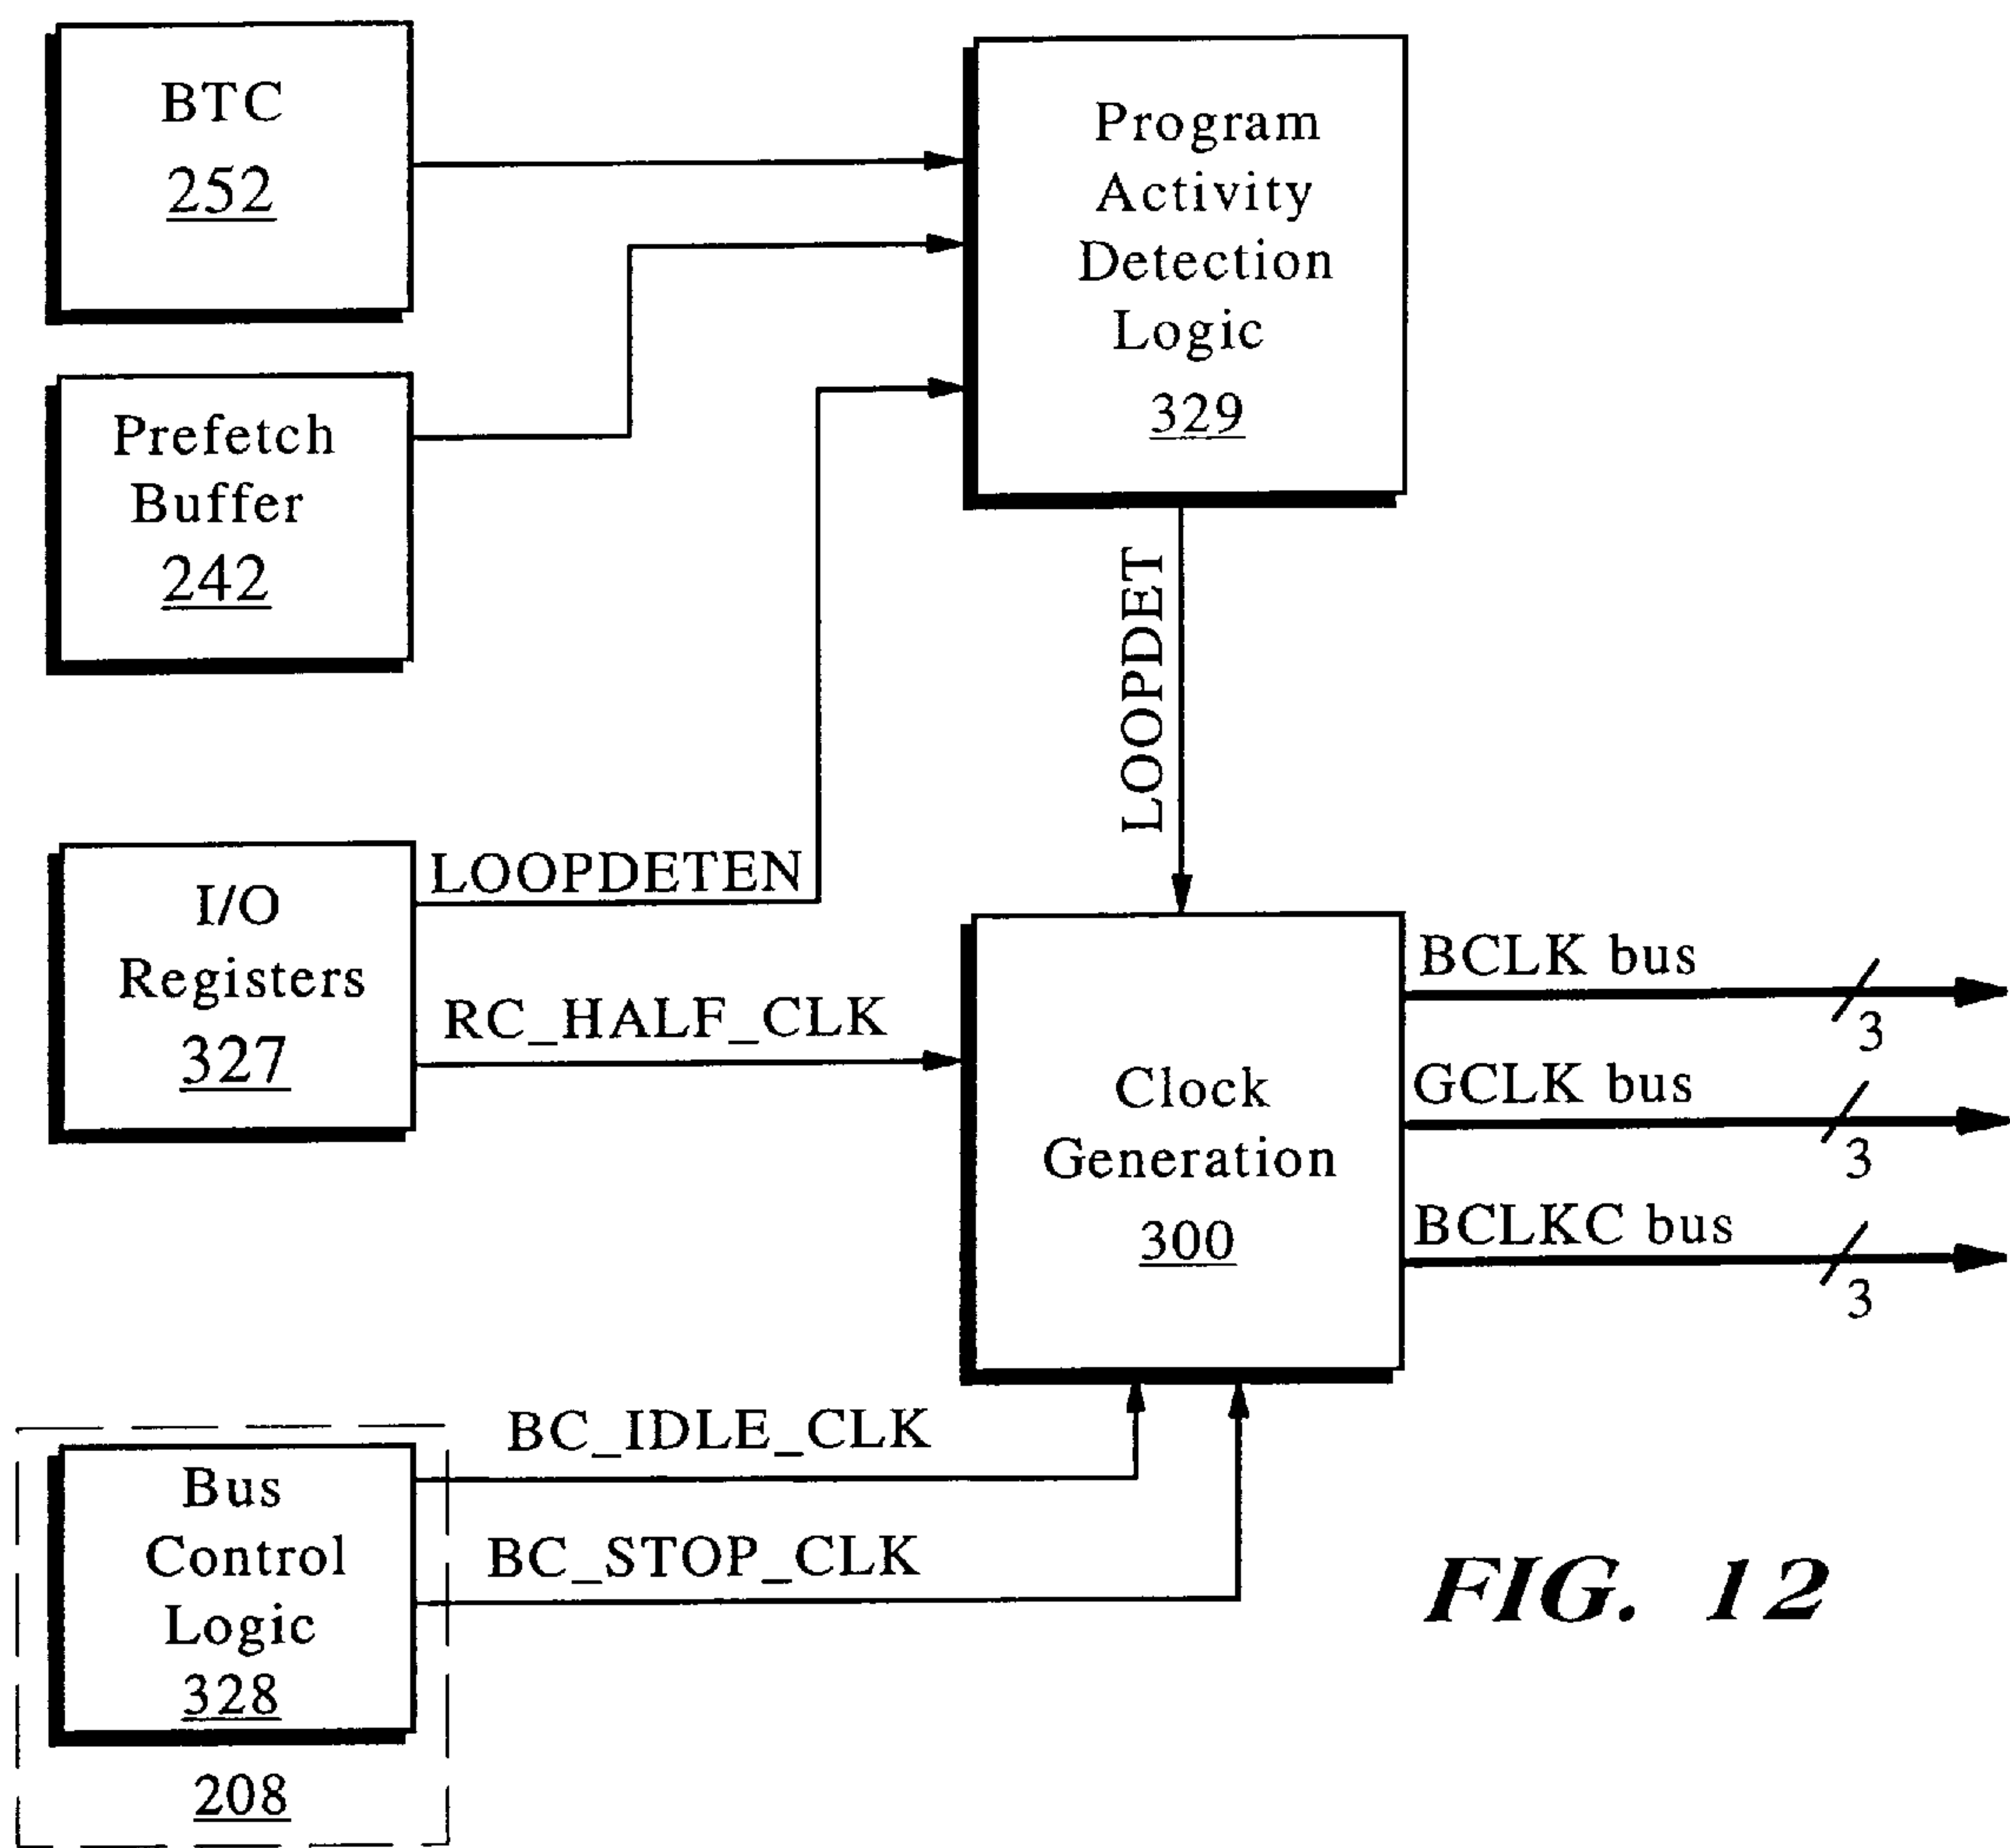 BTC
252
Program
Activity
Detection
Logic
329
Prefetch
Buffer
242
LOOPDET
I/O
Registers
327
LOOPDETEN
RC_HALF_CLK
Clock
Generation
300
BCLK bus
3
GCLK bus
3
BCLKC bus
3
Bus
Control
Logic
328
208
BC_IDLE_CLK
BC_STOP_CLK
FIG. 12